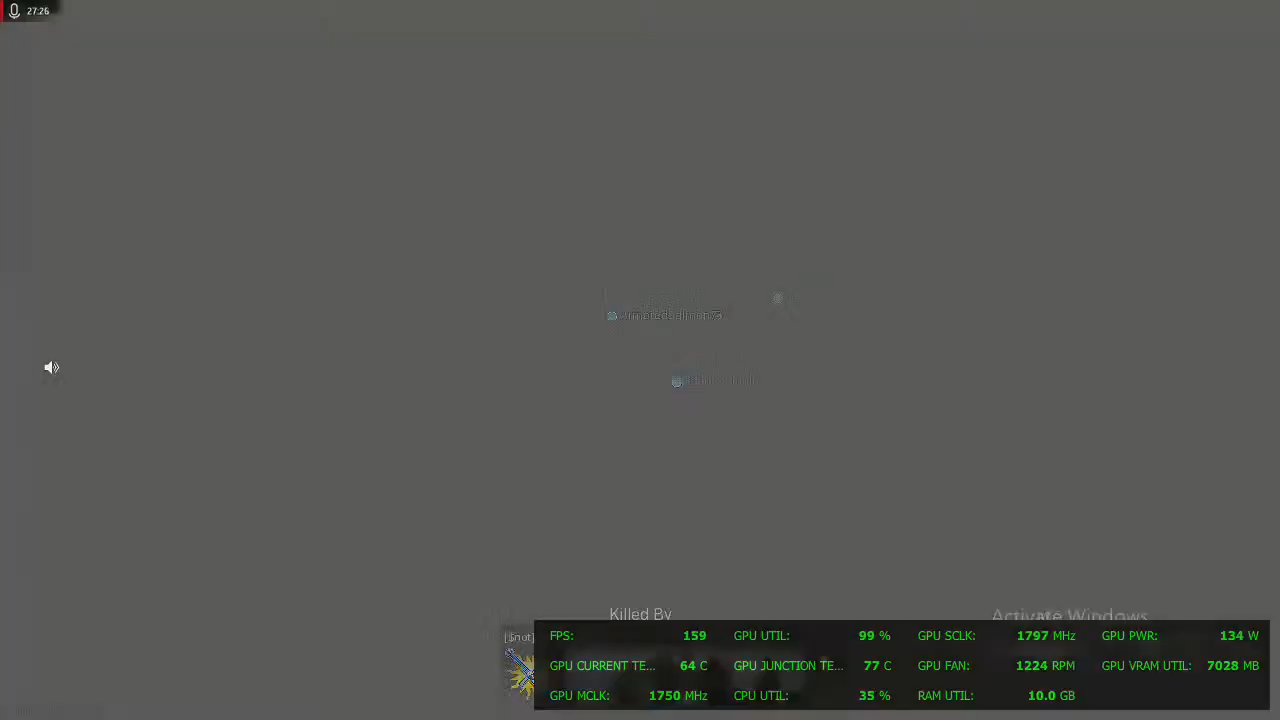 27:26
Killed By
Activate Windows
[$not]
FPS: 159 GPU UTIL: 99 % GPU SCLK: 1797 MHz GPU PWR: 134 W
GPU CURRENT TE... 64 C GPU JUNCTION TE... 77 C GPU FAN: 1224 RPM GPU VRAM UTIL: 7028 MB
GPU MCLK: 1750 MHz CPU UTIL: 35 % RAM UTIL: 10.0 GB